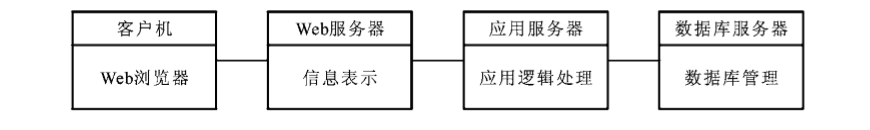 客户机
Web浏览器
Web服务器
信息表示
应用服务器
应用逻辑处理
数据库服务器
数据库管理